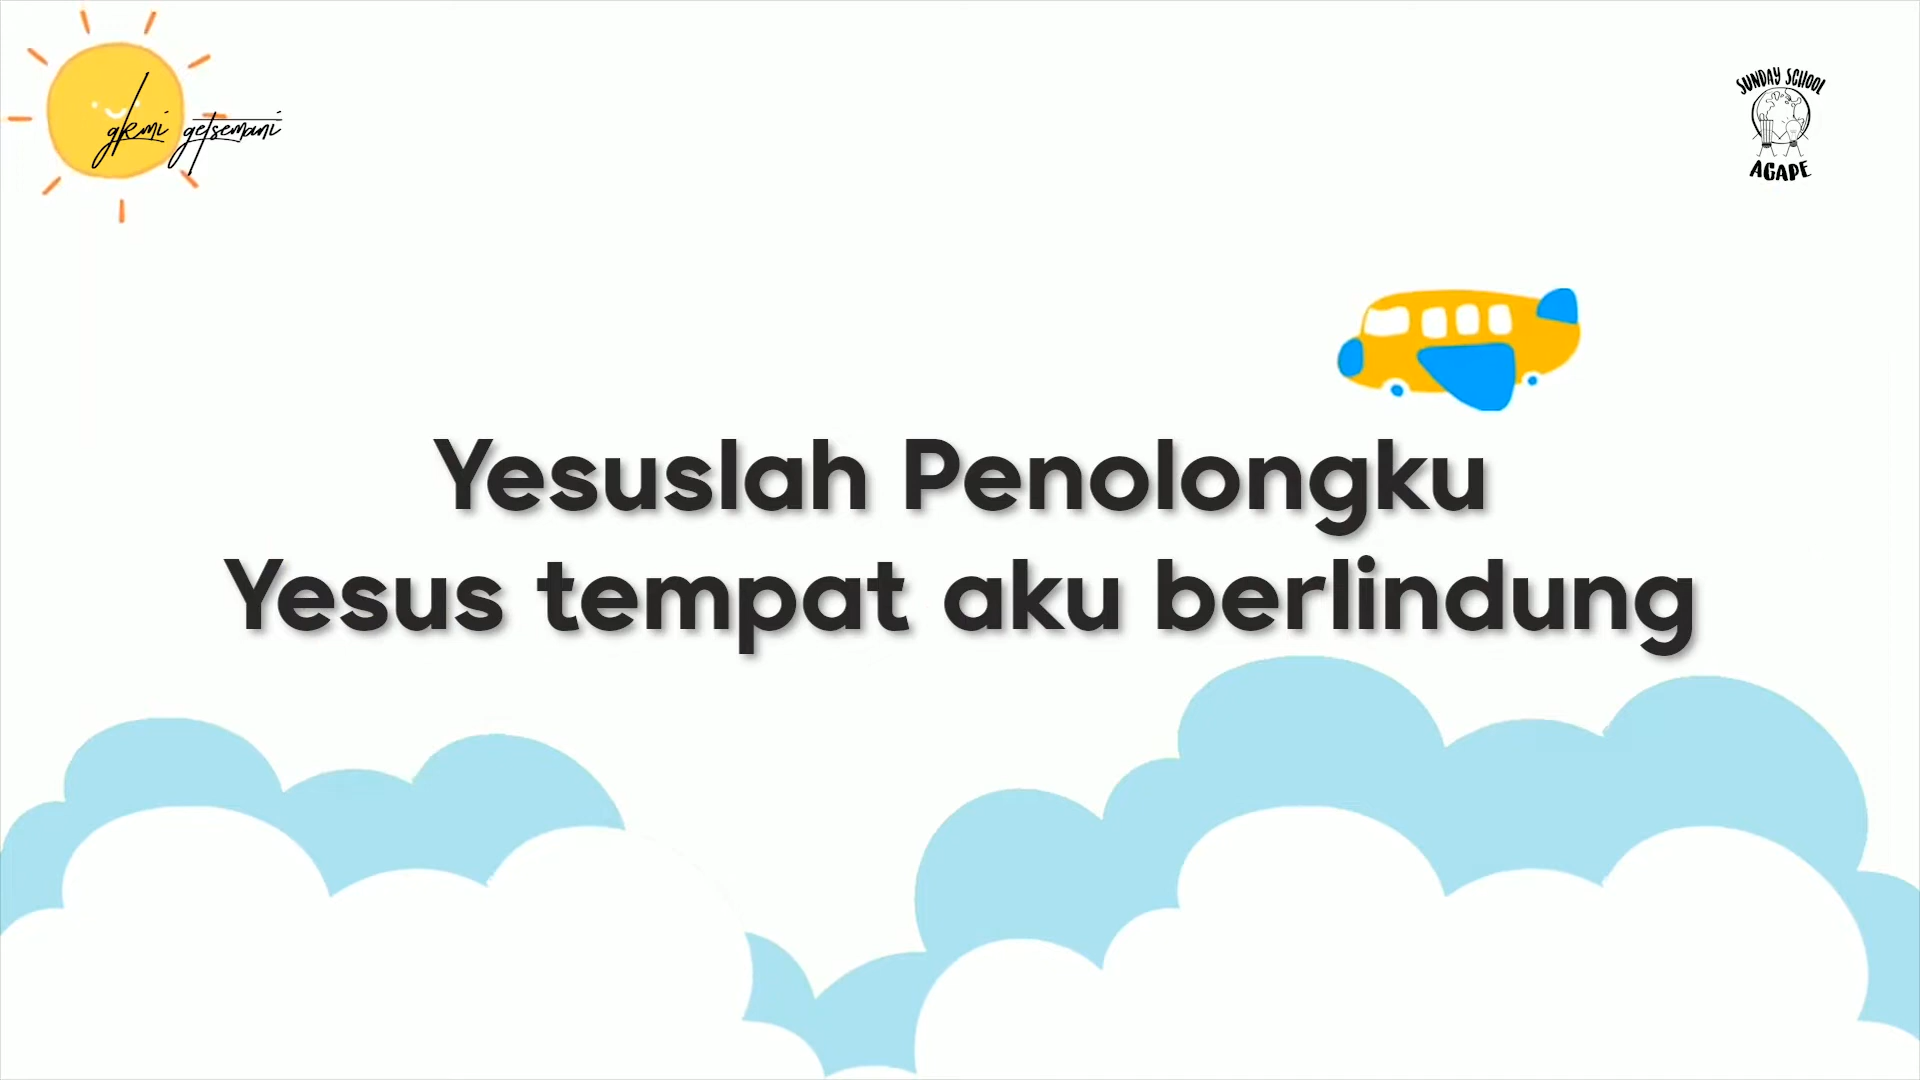 gkmi getsemani
SUNDAY SCHOOL
AGAPE
Yesuslah Penolongku
Yesus tempat aku berlindung